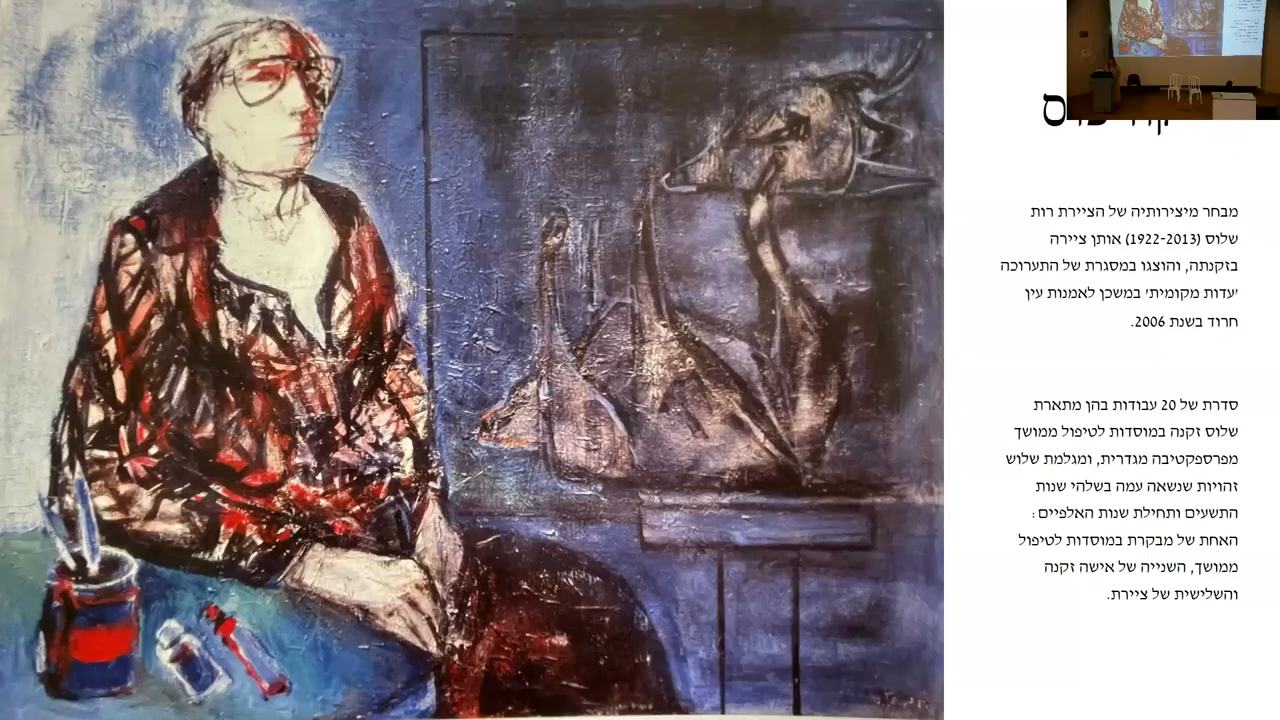 מבחר מיצירותיה של הציירת רות
שלוס (1922-2013) אותן ציירה
בזקנתה, והוצגו במסגרת של התערוכה
'עדות מקומית' במשכן לאמנות עין
חרוד בשנת 2006.
סדרת של 20 עבודות בהן מתארת
שלוס זקנה במוסדות לטיפול ממושך
מפרספקטיבה מגדרית, ומגלמת שלוש
זהויות שנשאה עמה בשלהי שנות
התשעים ותחילת שנות האלפיים:
האחת של מבקרת במוסדות לטיפול
ממושך, השנייה של אישה זקנה
והשלישית של ציירת.